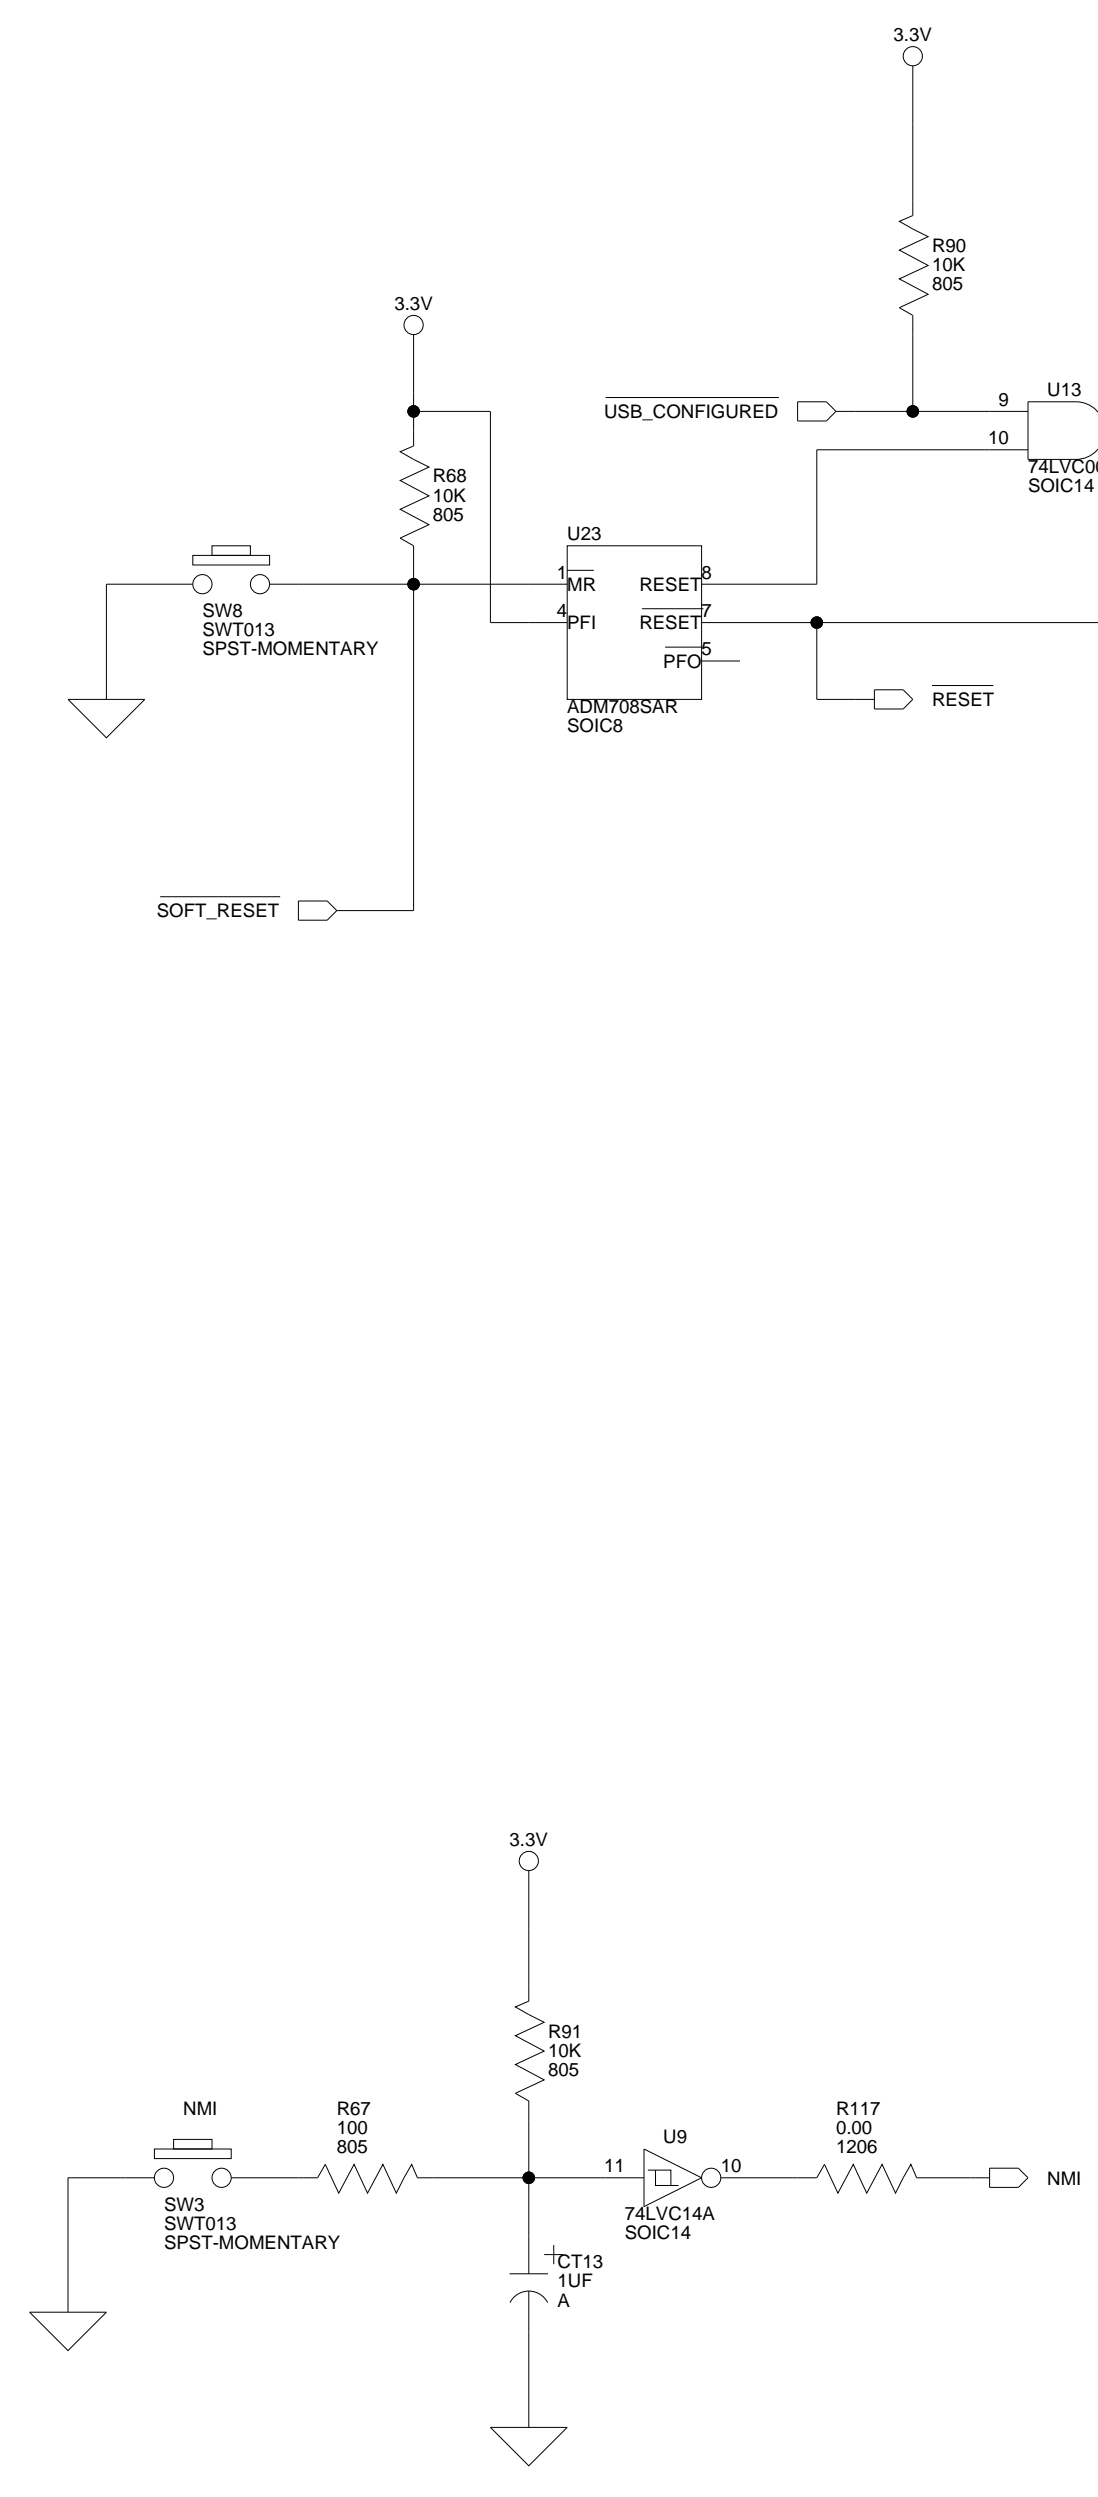 3.3V
R90
10K
805
3.3V
USB_CONFIGURED
9
U13
10
SOIC14
R68
10K
805
U23
1
MR
RESET
8
4
PFI
RESET
7
PFO
5
ADM708SAR
SOIC8
RESET
SW8
SWT013
SPST-MOMENTARY
SOFT_RESET
3.3V
R91
10K
805
NMI
R67
100
805
U9
11
10
74LVC14A
SOIC14
R117
0.00
1206
NMI
SW3
SWT013
SPST-MOMENTARY
CT13
1UF
A